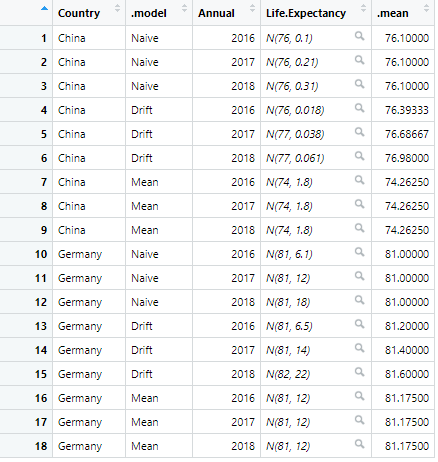 Country .model Annual Life.Expectancy .mean
1 China Naive 2016 N(76, 0.1) 76.10000
2 China Naive 2017 N(76, 0.21) 76.10000
3 China Naive 2018 N(76, 0.31) 76.10000
4 China Drift 2016 N(76, 0.018) 76.39333
5 China Drift 2017 N(77, 0.038) 76.68667
6 China Drift 2018 N(77, 0.061) 76.98000
7 China Mean 2016 N(74, 1.8) 74.26250
8 China Mean 2017 N(74, 1.8) 74.26250
9 China Mean 2018 N(74, 1.8) 74.26250
10 Germany Naive 2016 N(81, 6.1) 81.00000
11 Germany Naive 2017 N(81, 12) 81.00000
12 Germany Naive 2018 N(81, 18) 81.00000
13 Germany Drift 2016 N(81, 6.5) 81.20000
14 Germany Drift 2017 N(81, 14) 81.40000
15 Germany Drift 2018 N(82, 22) 81.60000
16 Germany Mean 2016 N(81, 12) 81.17500
17 Germany Mean 2017 N(81, 12) 81.17500
18 Germany Mean 2018 N(81, 12) 81.17500